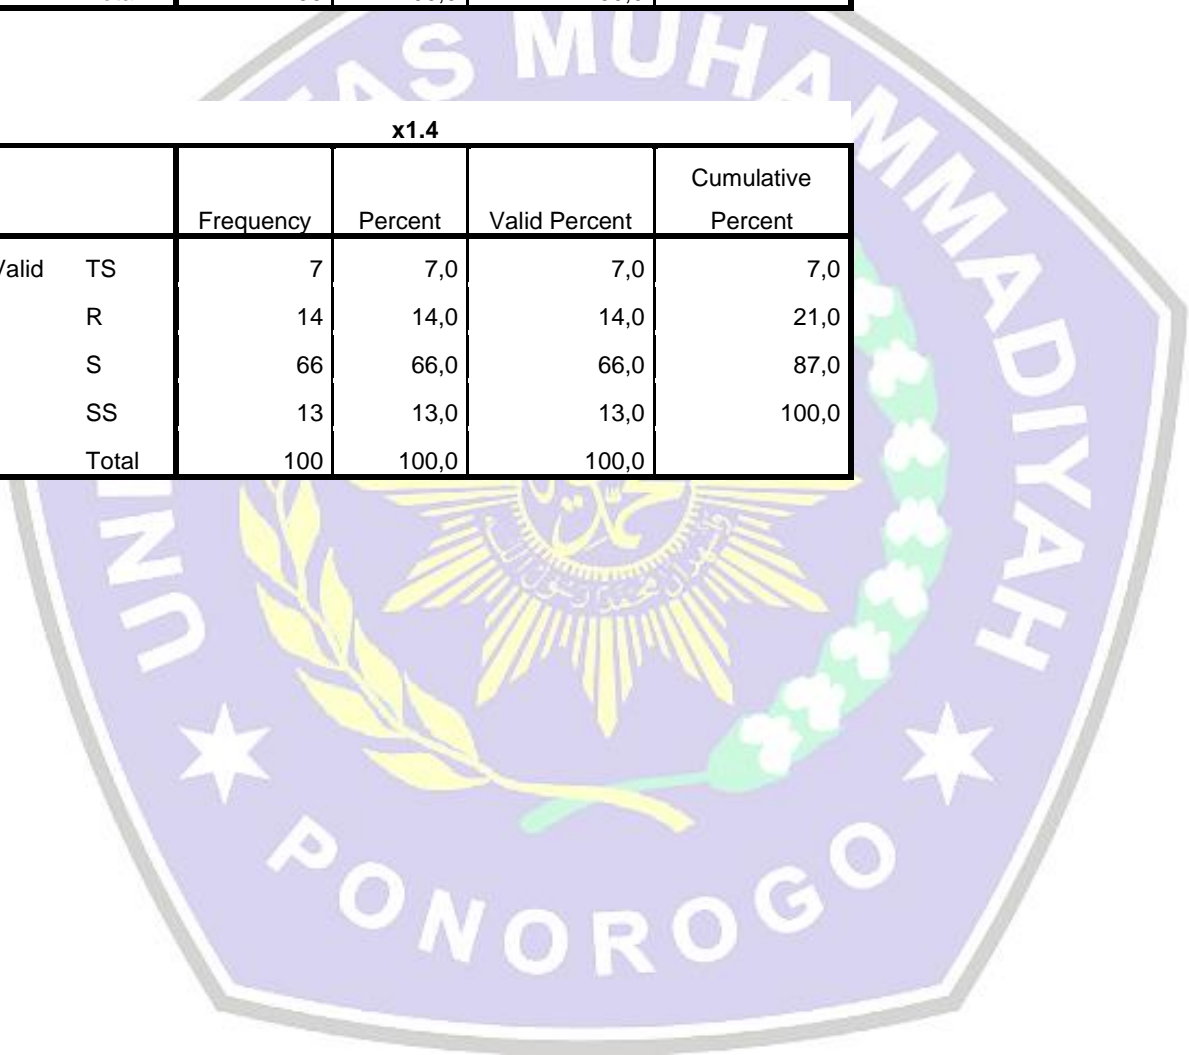 x1.4
Frequency Percent Valid Percent Cumulative Percent
Valid TS 7 7,0 7,0 7,0
R 14 14,0 14,0 21,0
S 66 66,0 66,0 87,0
SS 13 13,0 13,0 100,0
Total 100 100,0 100,0
MUHAMMADIYAH
PONOROGO